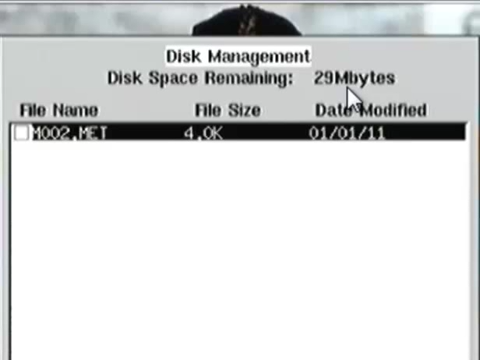 Disk Management
Disk Space Remaining: 29Mbytes
File Name File Size Date Modified
M002.MET 4.0K 01/01/11